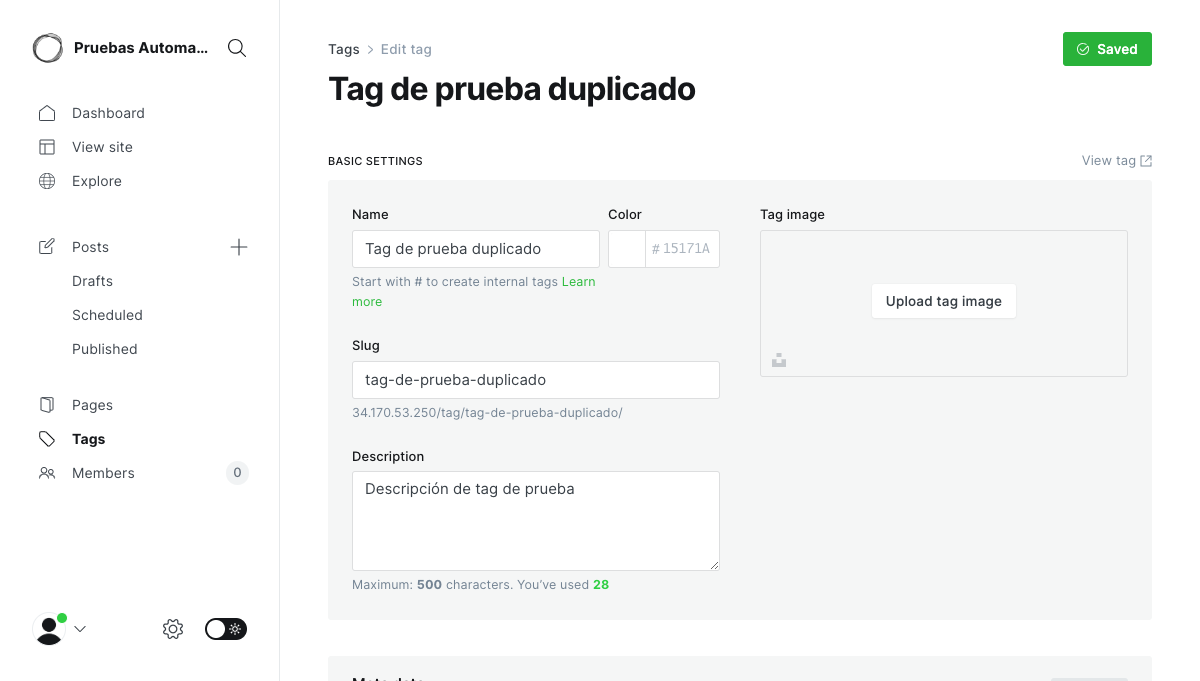 Pruebas Automa...
Dashboard
View site
Explore
Posts
Drafts
Scheduled
Published
Pages
Tags
Members
0
Tags > Edit tag
Saved
Tag de prueba duplicado
BASIC SETTINGS
View tag
Name
Tag de prueba duplicado
Start with # to create internal tags Learn
more
Color
# 15171A
Slug
tag-de-prueba-duplicado
34.170.53.250/tag/tag-de-prueba-duplicado/
Description
Descripción de tag de prueba
Maximum: 500 characters. You've used 28
Tag image
Upload tag image